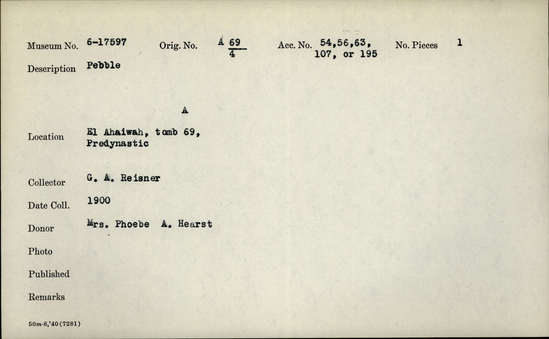 Museum No. 6-17597 Orig. No. A 69/4 Acc. No. 54,56,63, No. Pieces 1
107, or 195
Description Pebble
A
Location El Ahaiwah, tomb 69,
Predynastic
Collector G. A. Reisner
Date Coll. 1900
Donor Mrs. Phoebe A. Hearst
Photo
Published
Remarks
50m-8,'40(7281)